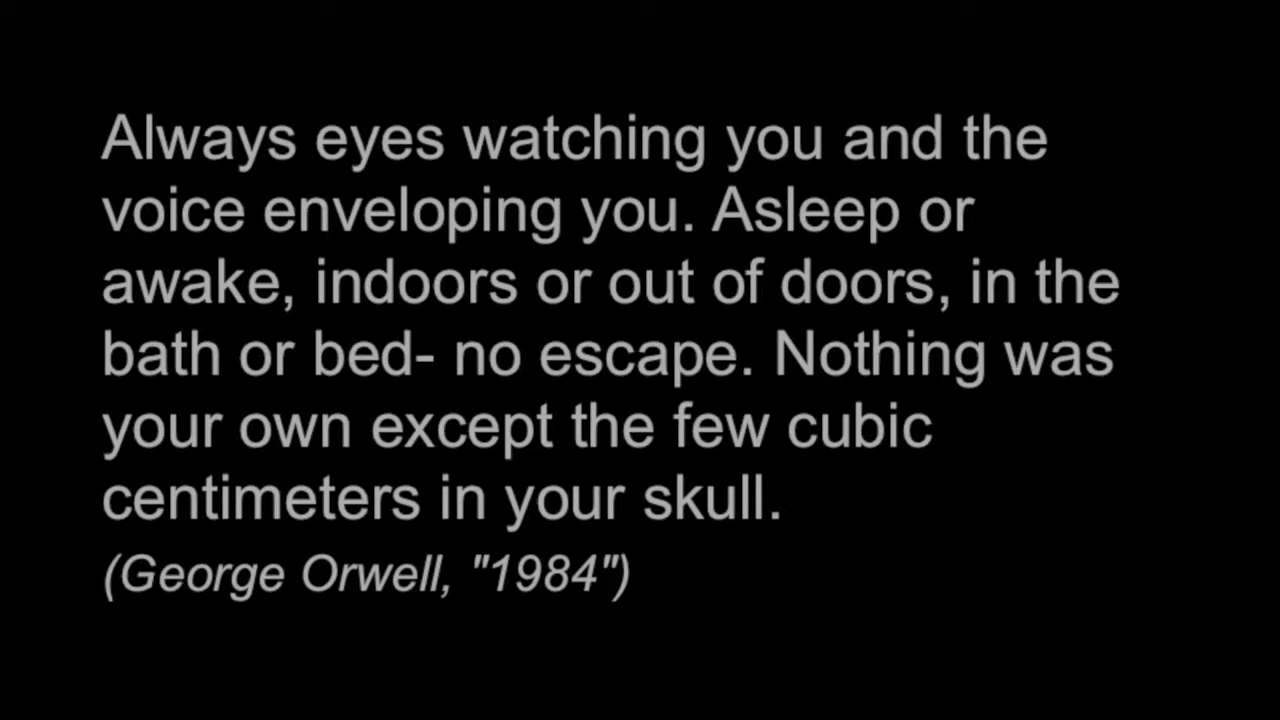 Always eyes watching you and the
voice enveloping you. Asleep or
awake, indoors or out of doors, in the
bath or bed- no escape. Nothing was
your own except the few cubic
centimeters in your skull.
(George Orwell, "1984")